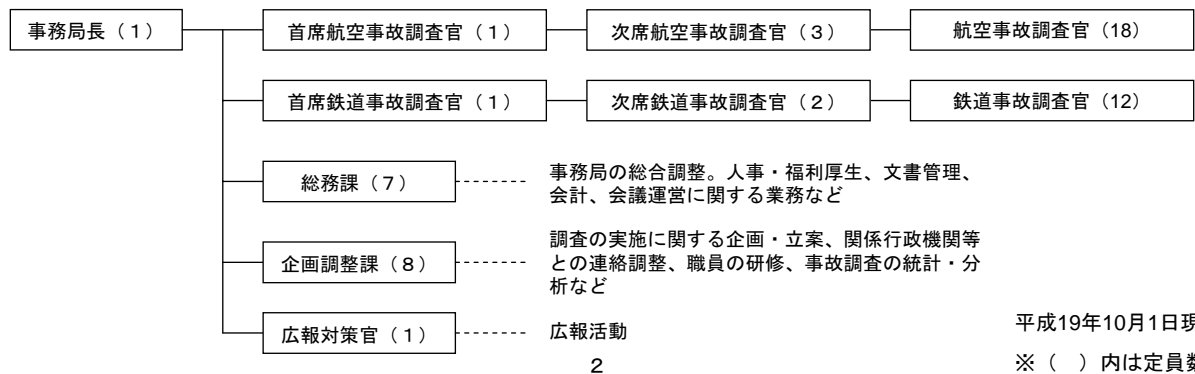 事務局長(1)
首席航空事故調査官(1)
次席航空事故調査官(3)
航空事故調査官(18)
首席鉄道事故調査官(1)
次席鉄道事故調査官(2)
鉄道事故調査官(12)
総務課(7)
事務局の総合調整。人事・福利厚生、文書管理、
会計、会議運営に関する業務など
企画調整課(8)
調査の実施に関する企画・立案、関係行政機関等
との連絡調整、職員の研修、事故調査の統計・分
析など
広報対策官(1)
広報活動
平成19年10月1日現
※( )内は定員数
2